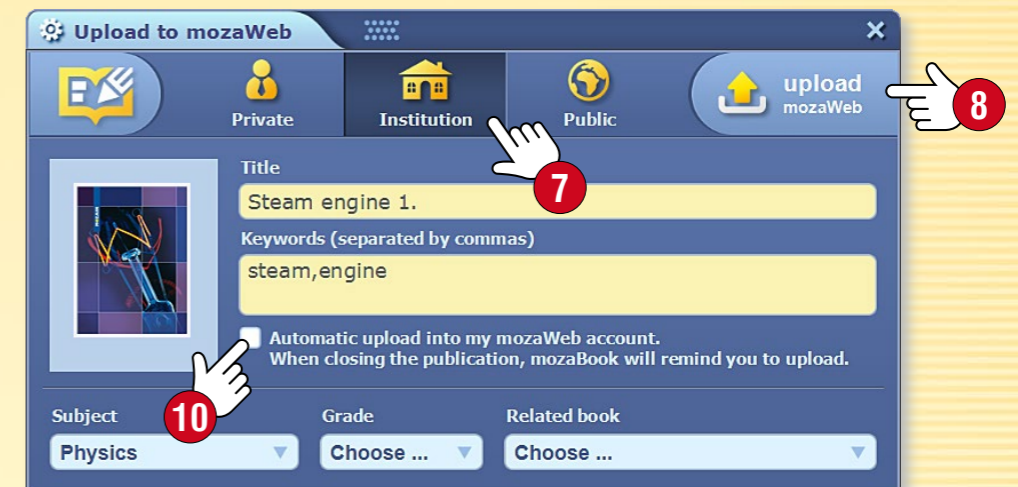 Upload to mozaWeb
Private
Institution
Public
upload
mozaWeb
8
7
Title
Steam engine 1.
Keywords (separated by commas)
steam,engine
Automatic upload into my mozaWeb account.
When closing the publication, mozaBook will remind you to upload.
10
Subject
Grade
Related book
Physics
Choose ...
Choose ...